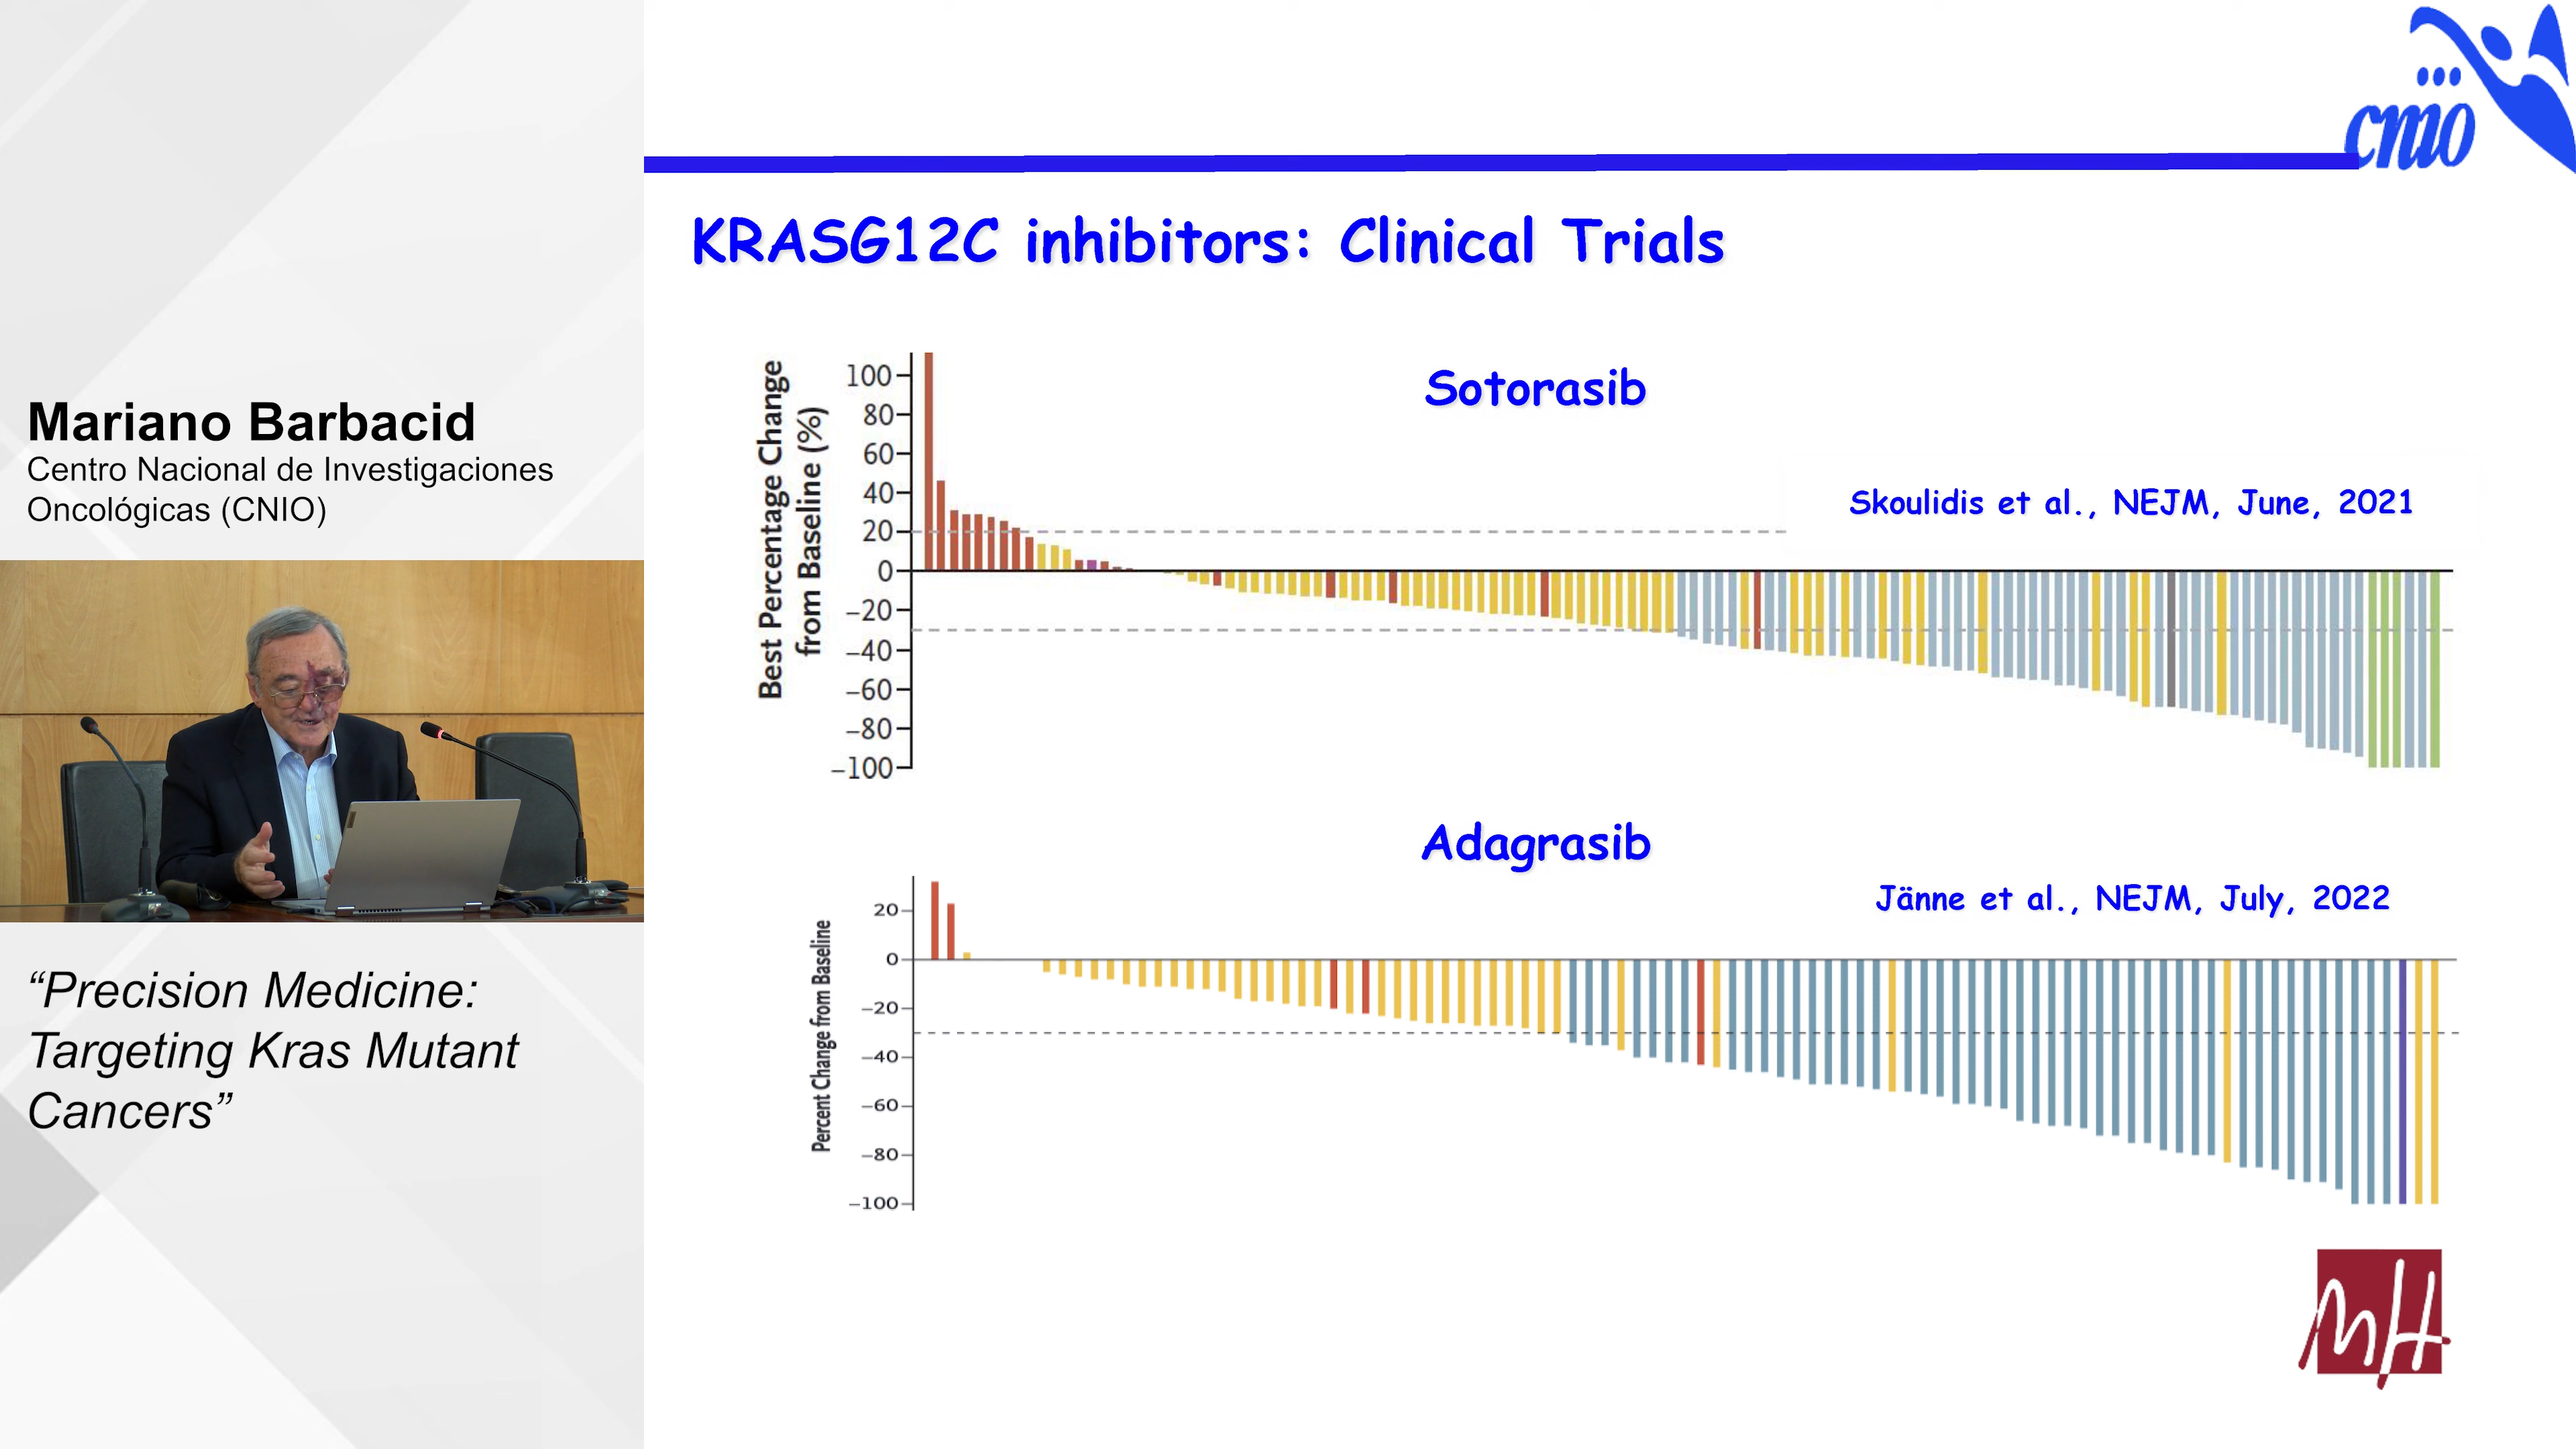 Mariano Barbacid
Centro Nacional de Investigaciones
Oncológicas (CNIO)
“Precision Medicine:
Targeting Kras Mutant
Cancers”
cnio
KRASG12C inhibitors: Clinical Trials
Sotorasib
Skoulidis et al., NEJM, June, 2021
Best Percentage Change
from Baseline (%)
100
80
60
40
20
0
−20
−40
−60
−80
−100
Adagrasib
Jänne et al., NEJM, July, 2022
Percent Change from Baseline
20
0
−20
−40
−60
−80
−100
MH